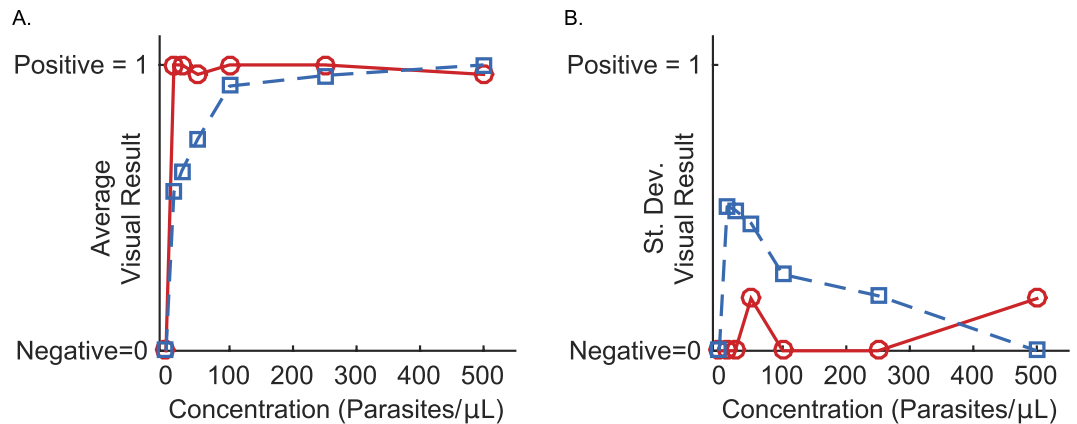 A.
Positive = 1
Average
Visual Result
Negative=0
0 100 200 300 400 500
Concentration (Parasites/µL)
B.
Positive = 1
St. Dev.
Visual Result
Negative=0
0 100 200 300 400 500
Concentration (Parasites/µL)